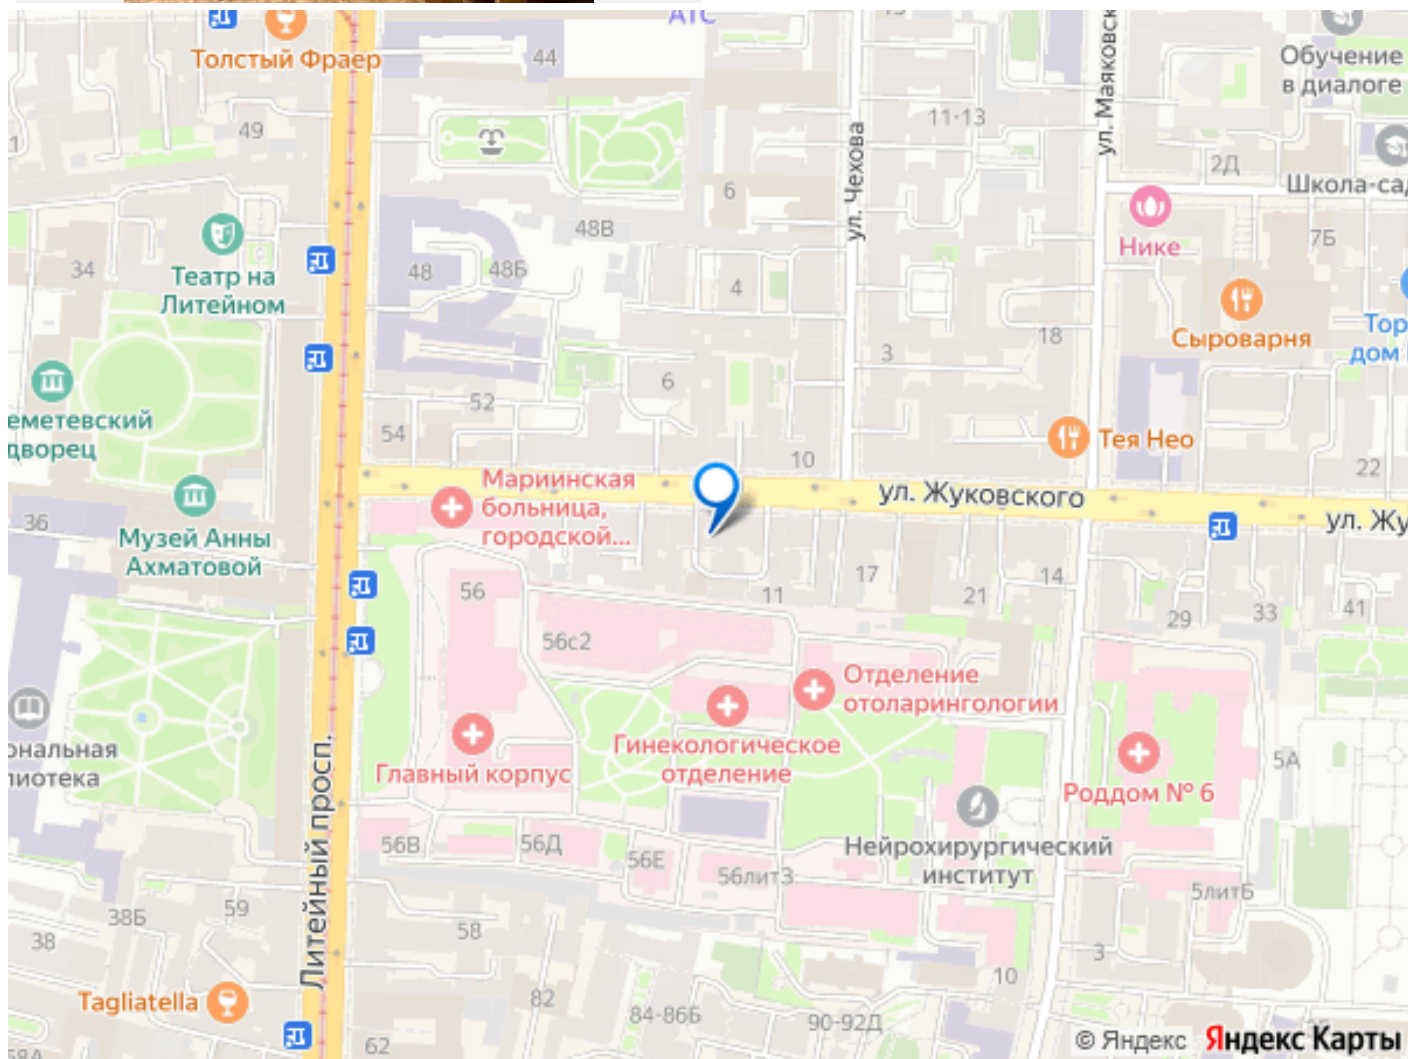 АТС
Толстый Фраер
44
ул. Маяковск
Обучение
в диалоге
49
11-13
ул. Чехова
2Д
Школа-сад
6
Театр на
Литейном
34
48В
48
48Б
4
Нике
7Б
Сыроварня
Тор
дом
18
3
6
52
54
еметевский
дворец
Тея Нео
22
10
Мариинская
больница,
городской...
ул. Жуковского
ул. Жу
36
Музей Анны
Ахматовой
56
11
17
21
14
29
33
41
56с2
Отделение
отоларингологии
Гинекологическое
отделение
Главный корпус
ональная
лиотека
Литейный просп.
Роддом № 6
5А
Нейрохирургический
институт
56В
56Д
56Е
56литЗ
5литБ
38Б
59
38
58
3
10
Tagliatella
82
84-86Б
90-92Д
62
58А
© Яндекс Яндекс Карты